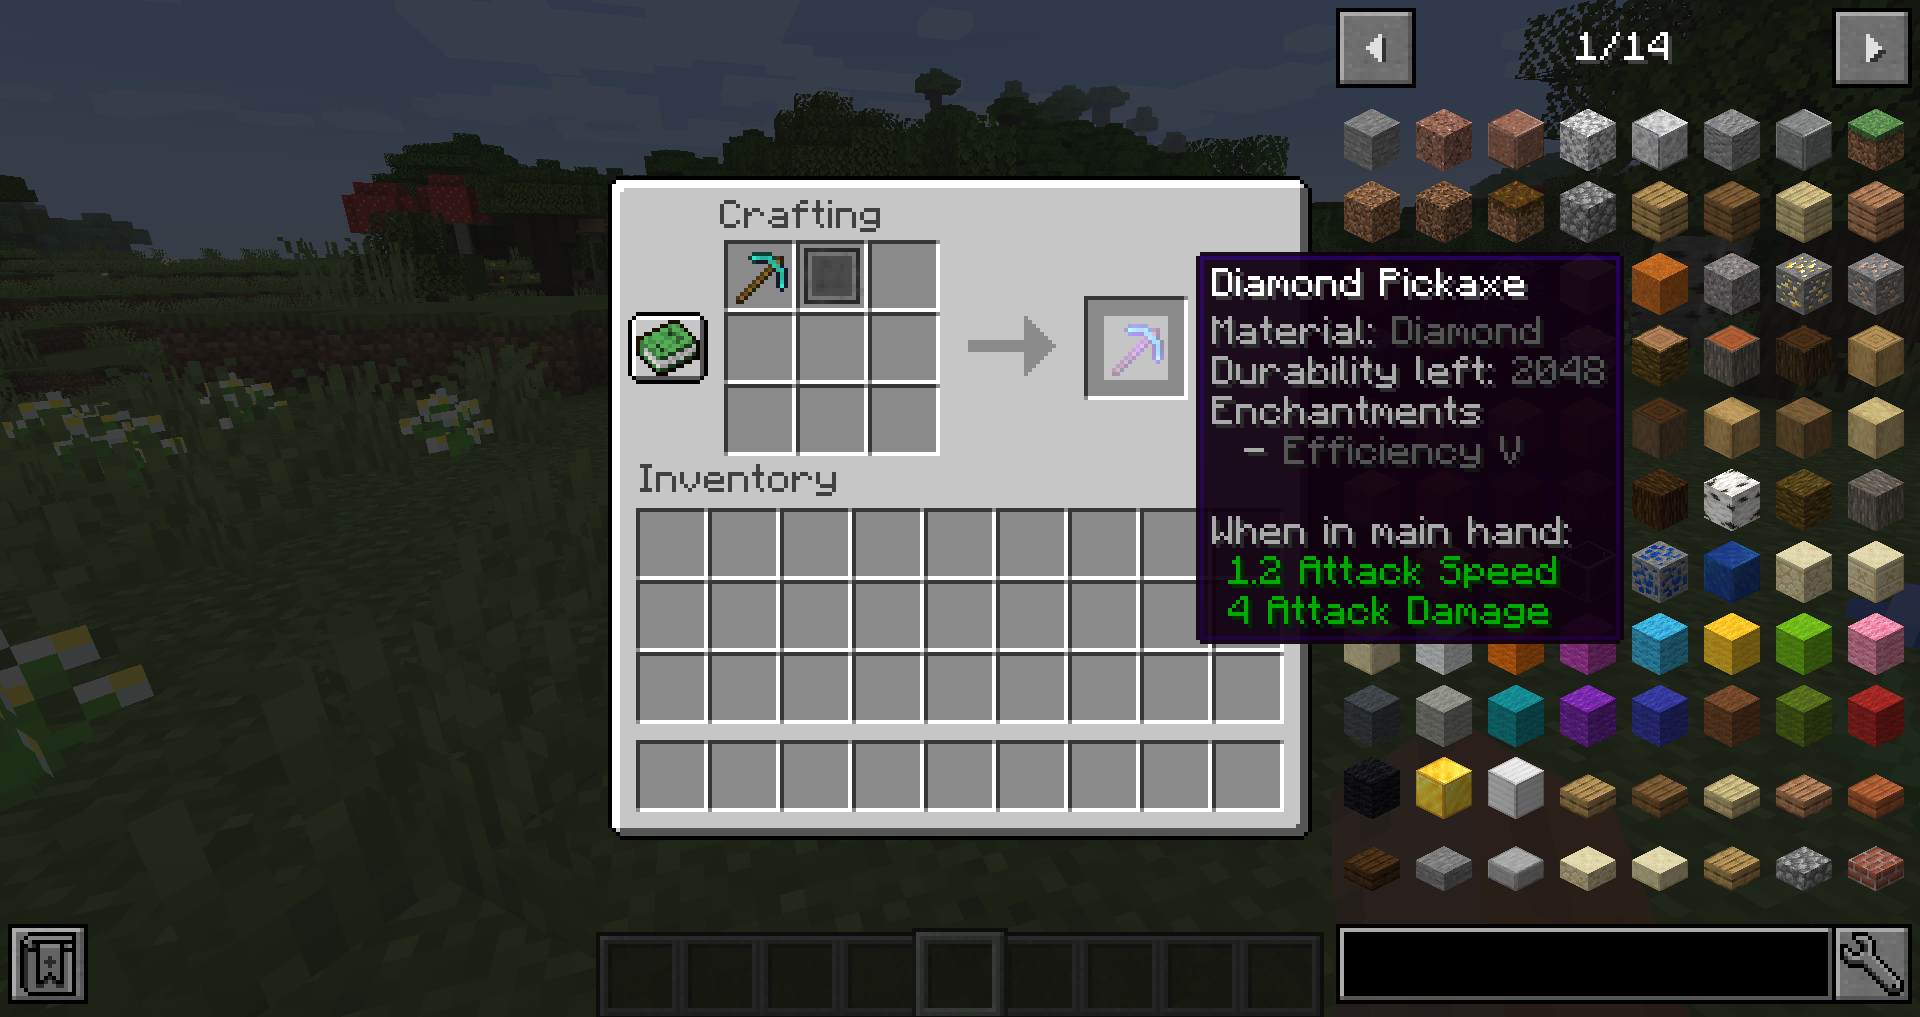 1/14
Crafting
Diamond Pickaxe
Material: Diamond
Durability left: 2048
Enchantments
- Efficiency V
When in main hand:
1.2 Attack Speed
4 Attack Damage
Inventory